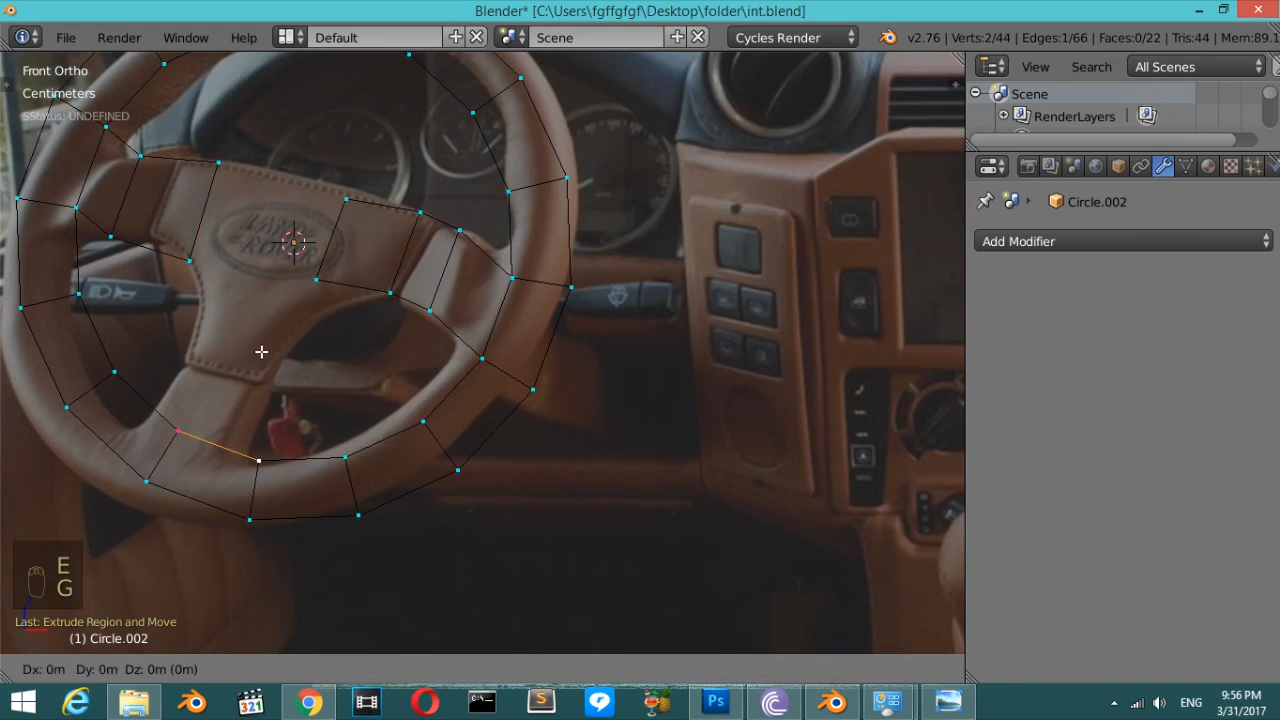 Blender* [C:\Users\fgffgfgf\Desktop\folder\int.blend]
File Render Window Help Default Scene Cycles Render v2.76 | Verts:2/44 | Edges:1/66 | Faces:0/22 | Tris:44 | Mem:89.1
Front Ortho
Centimeters
SStatus: UNDEFINED
View Search All Scenes
Scene
RenderLayers
Circle.002
Add Modifier
E
G
Last: Extrude Region and Move
(1) Circle.002
Dx: 0m Dy: 0m Dz: 0m (0m)
ENG
9:56 PM
3/31/2017